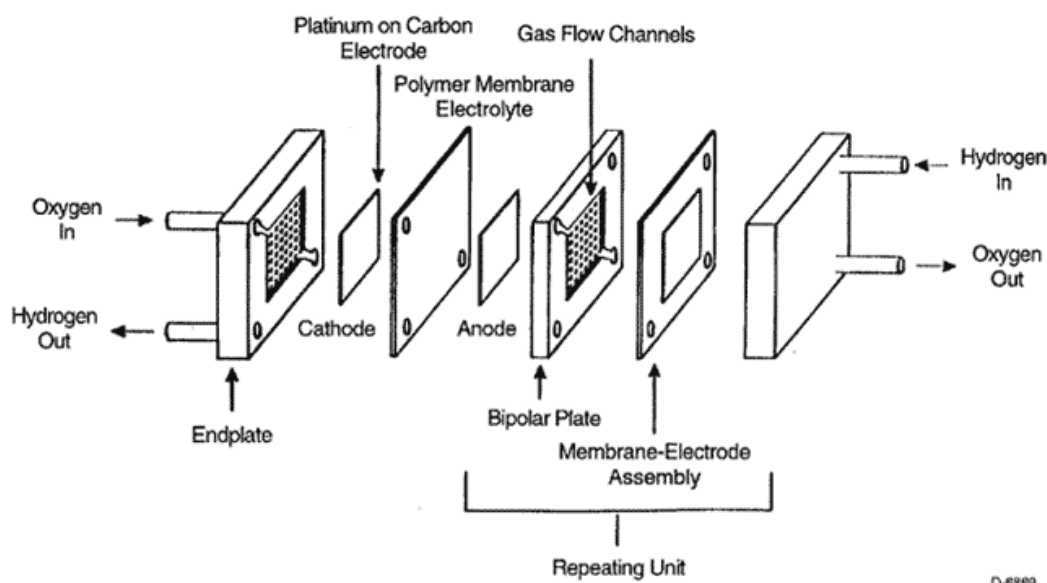 Platinum on Carbon
Electrode
Gas Flow Channels
Polymer Membrane
Electrolyte
Hydrogen
In
Oxygen
In
Oxygen
Out
Hydrogen
Out
Cathode
Anode
Bipolar Plate
Endplate
Membrane-Electrode
Assembly
Repeating Unit
D-6869